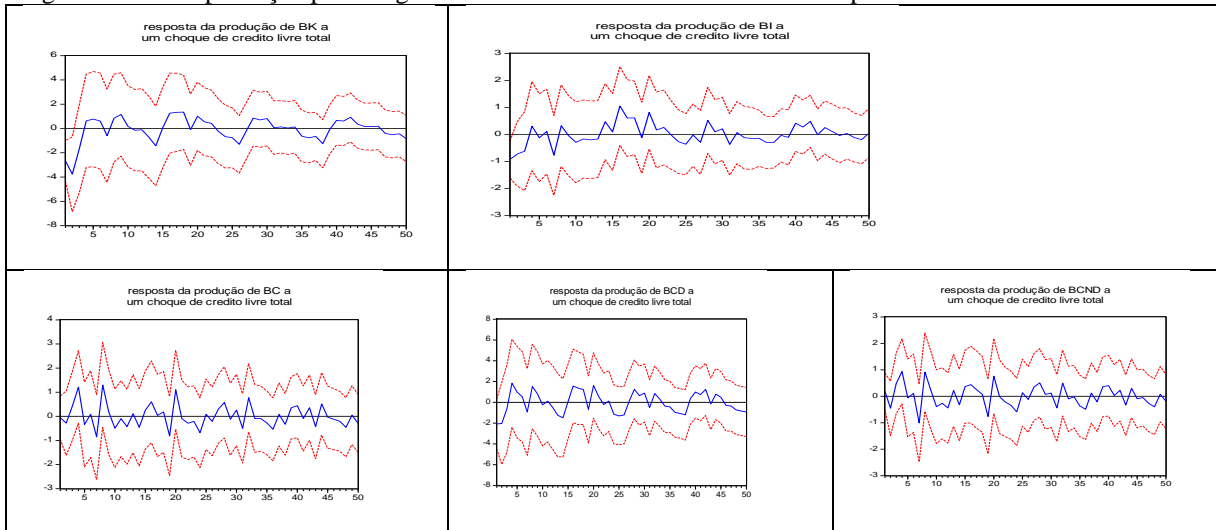 resposta da produção de BK a
um choque de credito livre total
6
4
2
0
-2
-4
-6
-8
5 10 15 20 25 30 35 40 45 50
resposta da produção de BI a
um choque de credito livre total
3
2
1
0
-1
-2
-3
5 10 15 20 25 30 35 40 45 50
resposta da produção de BC a
um choque de credito livre total
4
3
2
1
0
-1
-2
-3
5 10 15 20 25 30 35 40 45 50
resposta da produção de BCD a
um choque de credito livre total
8
6
4
2
0
-2
-4
-6
-8
5 10 15 20 25 30 35 40 45 50
resposta da produção de BCND a
um choque de credito livre total
3
2
1
0
-1
-2
-3
5 10 15 20 25 30 35 40 45 50